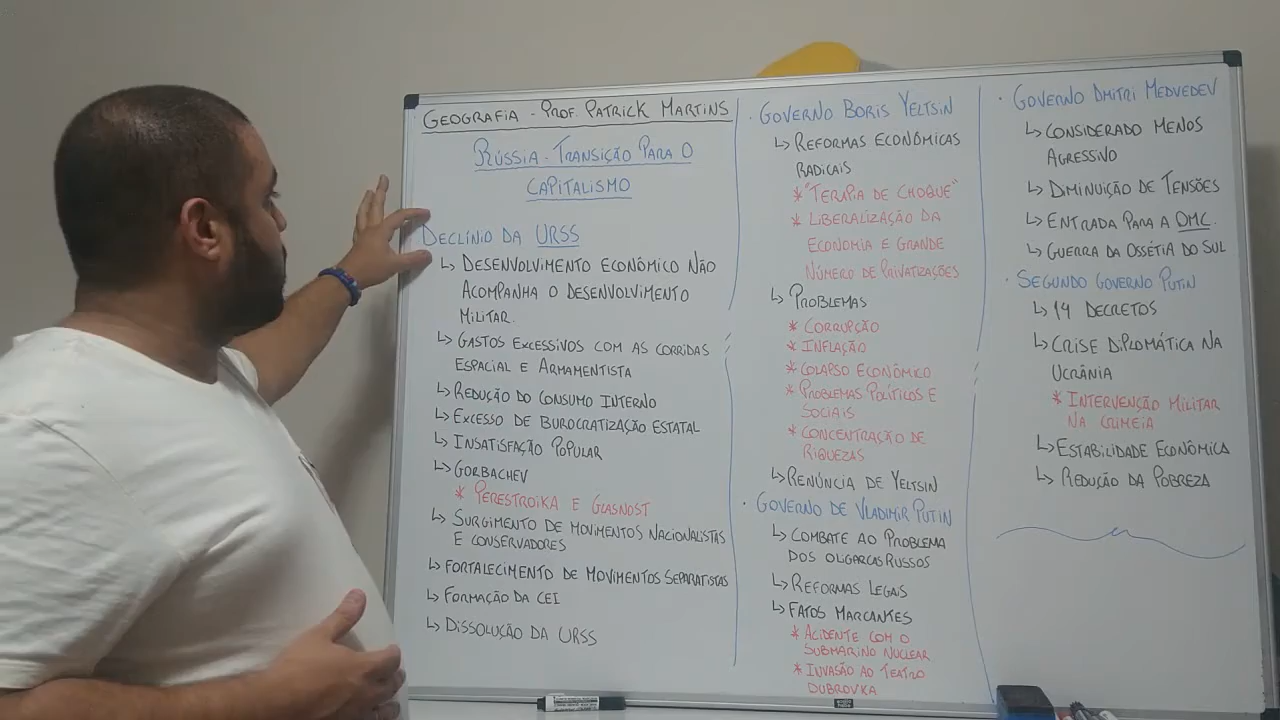 GEOGRAFIA - PROF. PATRICK MARTINS
RÚSSIA - TRANSIÇÃO PARA O
CAPITALISMO
DECLÍNIO DA URSS
↳ DESENVOLVIMENTO ECONÔMICO NÃO
ACOMPANHA O DESENVOLVIMENTO
MILITAR.
↳ GASTOS EXCESSIVOS COM AS CORRIDAS
ESPACIAL E ARMAMENTISTA
↳ REDUÇÃO DO CONSUMO INTERNO
↳ EXCESSO DE BUROCRATIZAÇÃO ESTATAL
↳ INSATISFAÇÃO POPULAR
↳ GORBACHEV
* PERESTROIKA E GLASNOST
↳ SURGIMENTO DE MOVIMENTOS NACIONALISTAS
E CONSERVADORES
↳ FORTALECIMENTO DE MOVIMENTOS SEPARATISTAS
↳ FORMAÇÃO DA CEI
↳ DISSOLUÇÃO DA URSS
· GOVERNO BORIS YELTSIN
↳ REFORMAS ECONÔMICAS
RADICAIS
* "TERAPIA DE CHOQUE"
* LIBERALIZAÇÃO DA
ECONOMIA E GRANDE
NÚMERO DE PRIVATIZAÇÕES
↳ PROBLEMAS
* CORRUPÇÃO
* INFLAÇÃO
* COLAPSO ECONÔMICO
* PROBLEMAS POLÍTICOS E
SOCIAIS
* CONCENTRAÇÃO DE
RIQUEZAS
↳ RENÚNCIA DE YELTSIN
· GOVERNO DE VLADIMIR PUTIN
↳ COMBATE AO PROBLEMA
DOS OLIGARCAS RUSSOS
↳ REFORMAS LEGAIS
↳ FATOS MARCANTES
* ACIDENTE COM O
SUBMARINO NUCLEAR
* INVASÃO AO TEATRO
DUBROVKA
· GOVERNO DMITRI MEDVEDEV
↳ CONSIDERADO MENOS
AGRESSIVO
↳ DIMINUIÇÃO DE TENSÕES
↳ ENTRADA PARA A OMC.
↳ GUERRA DA OSSÉTIA DO SUL
· SEGUNDO GOVERNO PUTIN
↳ 14 DECRETOS
↳ CRISE DIPLOMÁTICA NA
UCRÂNIA
* INTERVENÇÃO MILITAR
NA CRIMEIA
↳ ESTABILIDADE ECONÔMICA
↳ REDUÇÃO DA POBREZA